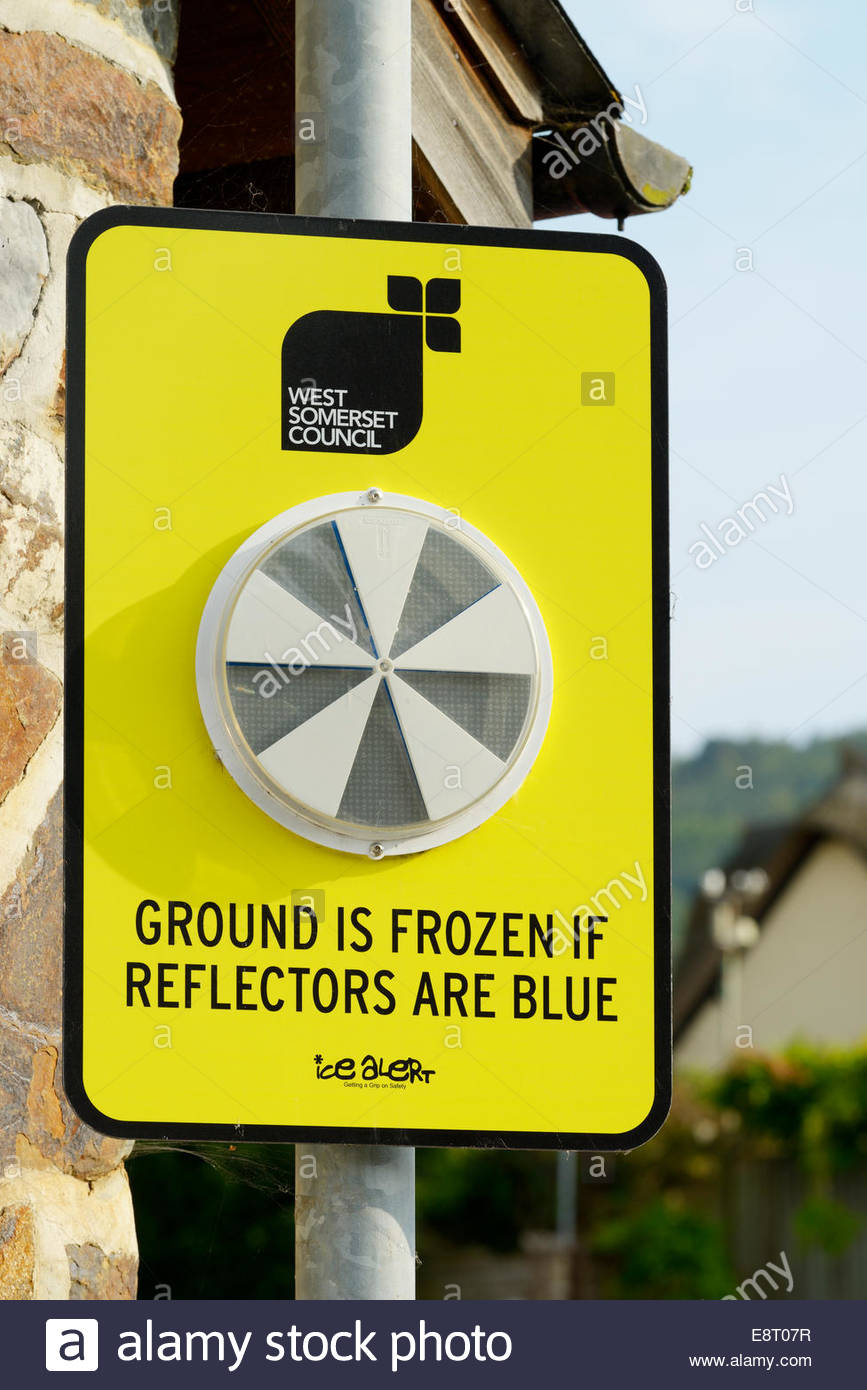 WEST
SOMERSET
COUNCIL
GROUND IS FROZEN IF
REFLECTORS ARE BLUE
*ice alert
Getting a Grip on Safety
a alamy stock photo
E8T07R
www.alamy.com